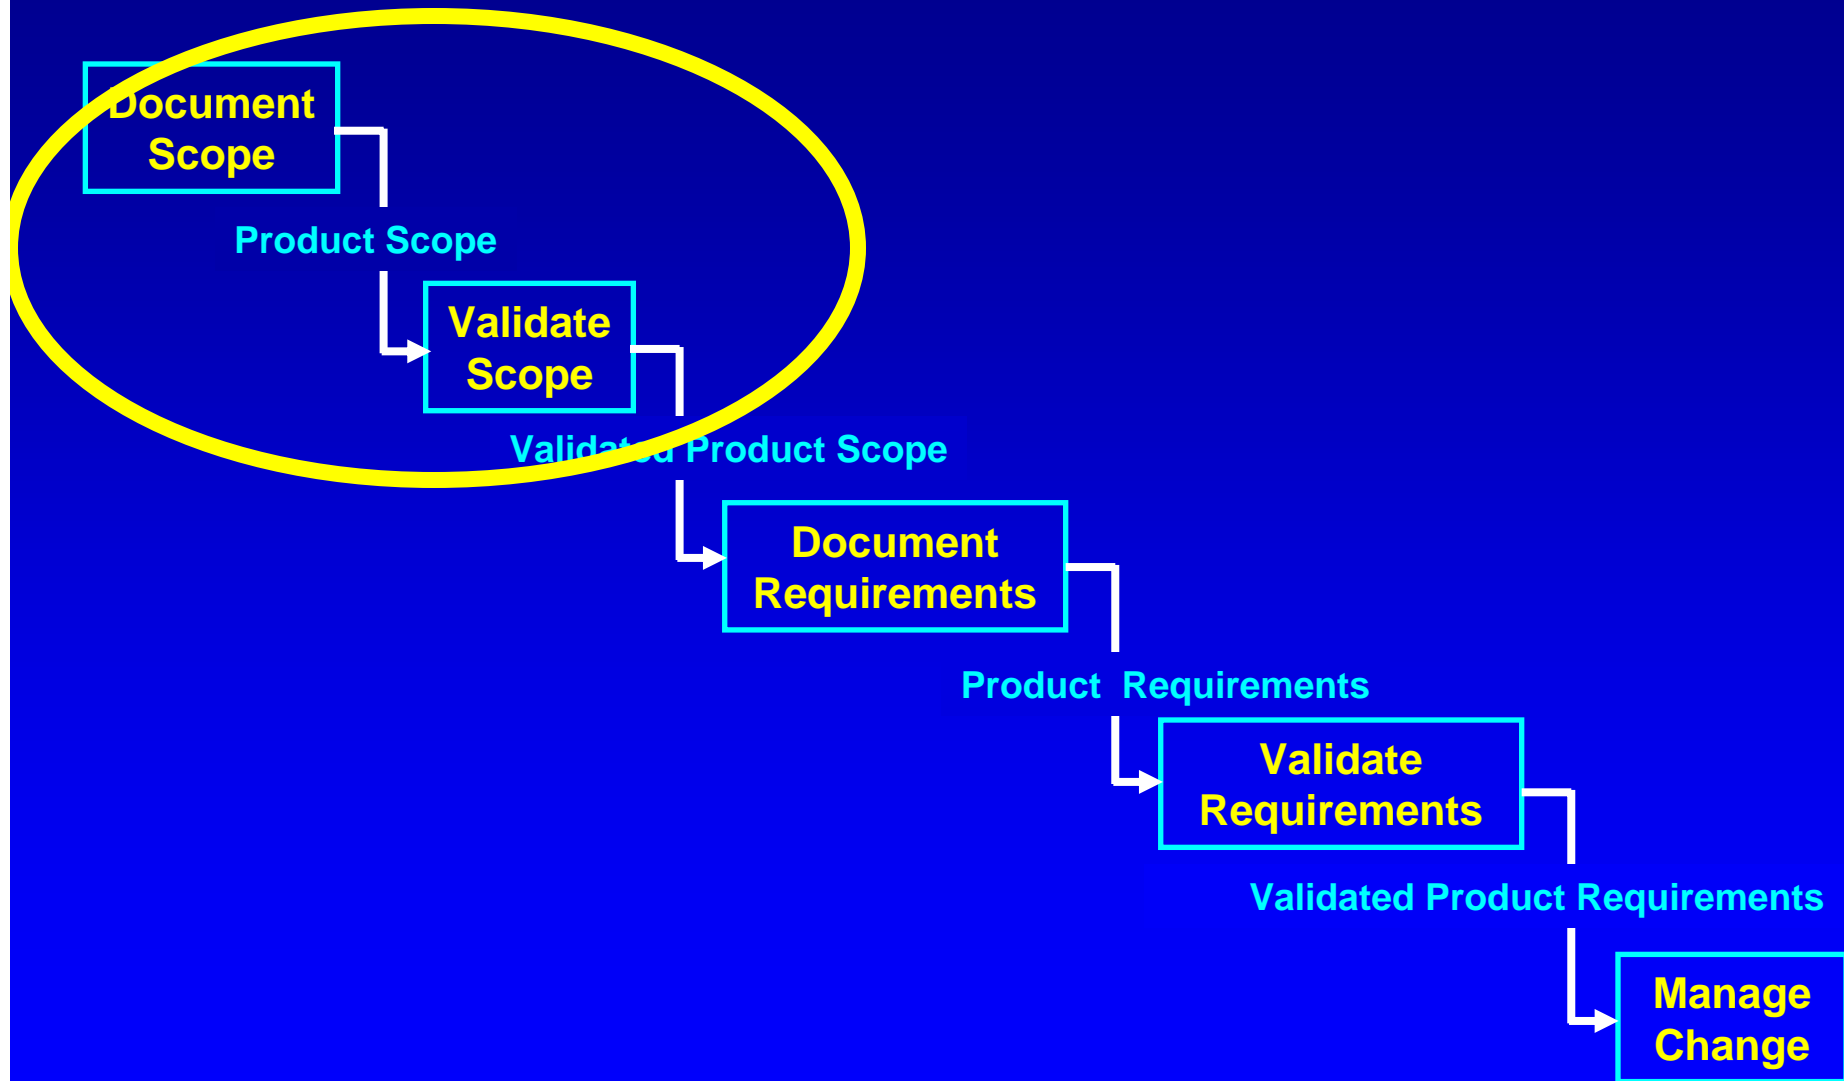 Document
Scope
Product Scope
Validate
Scope
Validated Product Scope
Document
Requirements
Product Requirements
Validate
Requirements
Validated Product Requirements
Manage
Change